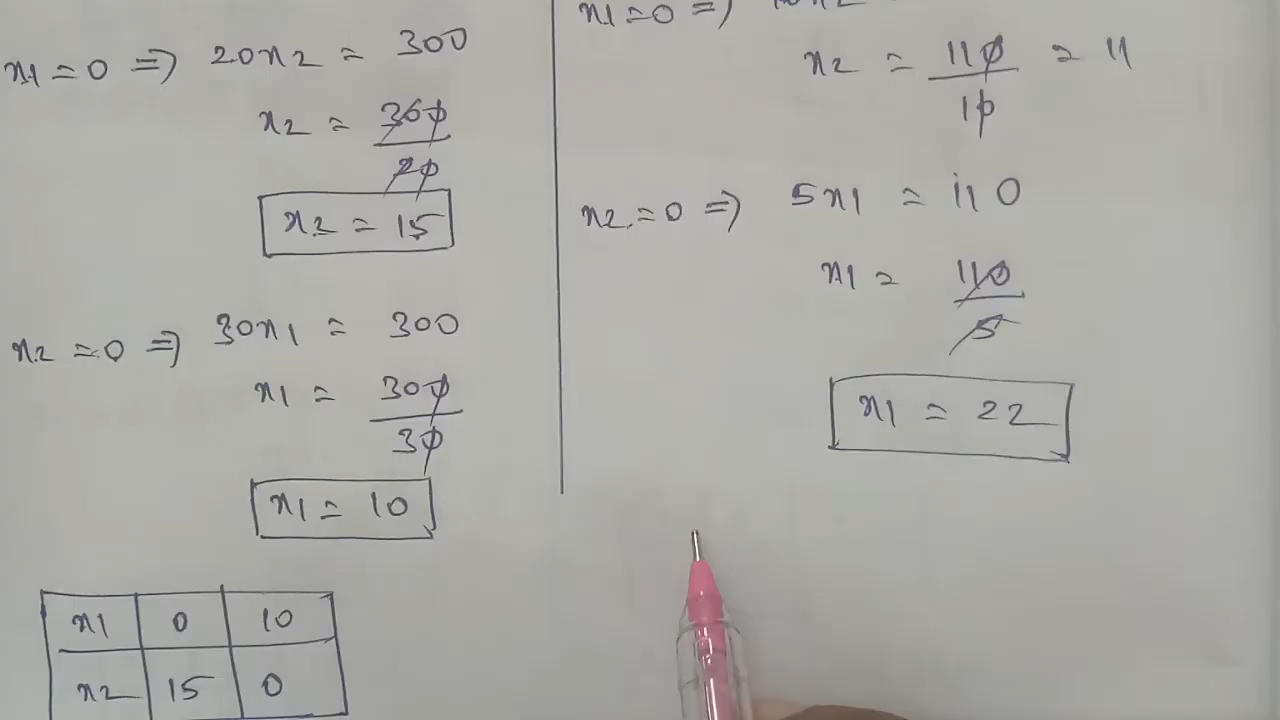 x1 = 0 => 20x2 = 300
x2 = 300
20
x2 = 15
x2 = 0 => 30x1 = 300
x1 = 300
30
x1 = 10
x1 0 10
x2 15 0
x1 = 0 =>
x2 = 110 = 11
10
x2 = 0 => 5x1 = 110
x1 = 110
5
x1 = 22